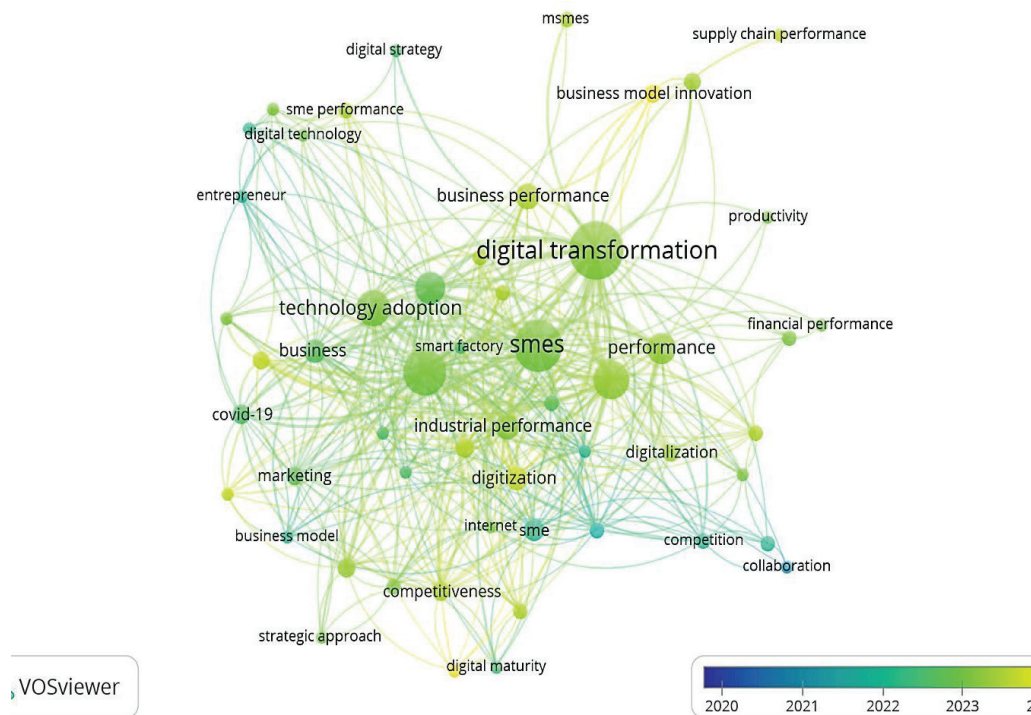 msmes
supply chain performance
digital strategy
business model innovation
sme performance
digital technology
entrepreneur
business performance
productivity
digital transformation
technology adoption
financial performance
smart factory
smes
performance
business
covid-19
industrial performance
digitalization
marketing
digitization
internet
sme
business model
competition
collaboration
competitiveness
strategic approach
digital maturity
VOSviewer
2020 2021 2022 2023